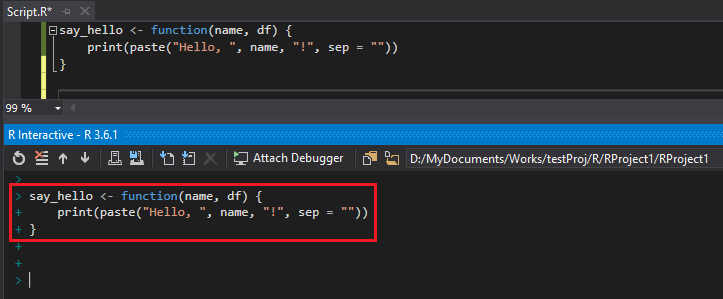 Script.R*
say_hello <- function(name, df) {
    print(paste("Hello, ", name, "!", sep = ""))
}
99 %
R Interactive - R 3.6.1
Attach Debugger D:/MyDocuments/Works/testProj/R/RProject1/RProject1
>
> say_hello <- function(name, df) {
+     print(paste("Hello, ", name, "!", sep = ""))
+ }
+
+
>